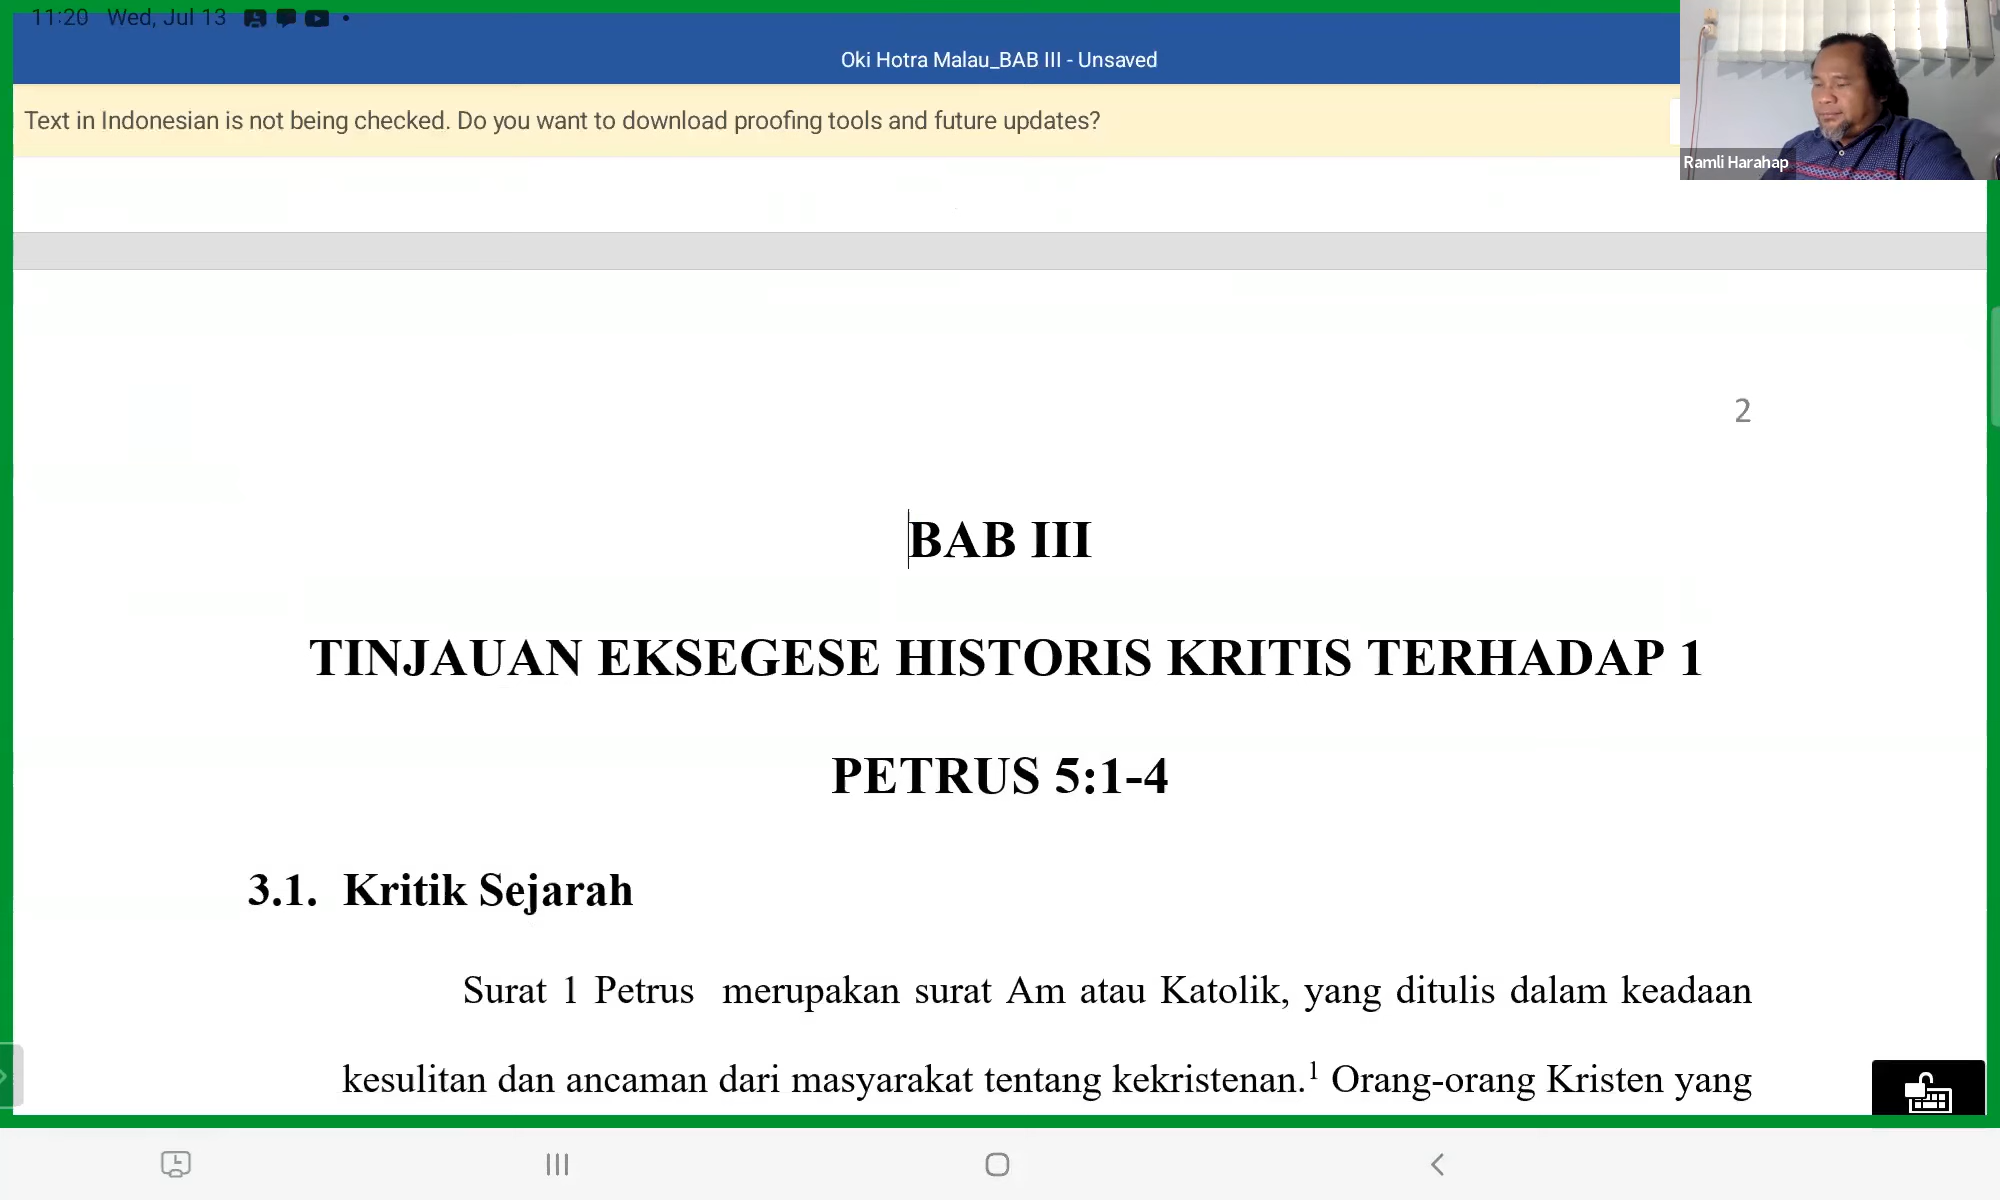 11:20 Wed, Jul 13
Oki Hotra Malau_BAB III - Unsaved
Text in Indonesian is not being checked. Do you want to download proofing tools and future updates?
Ramli Harahap
2
BAB III
TINJAUAN EKSEGESE HISTORIS KRITIS TERHADAP 1
PETRUS 5:1-4
3.1. Kritik Sejarah
Surat 1 Petrus merupakan surat Am atau Katolik, yang ditulis dalam keadaan
kesulitan dan ancaman dari masyarakat tentang kekristenan.¹ Orang-orang Kristen yang